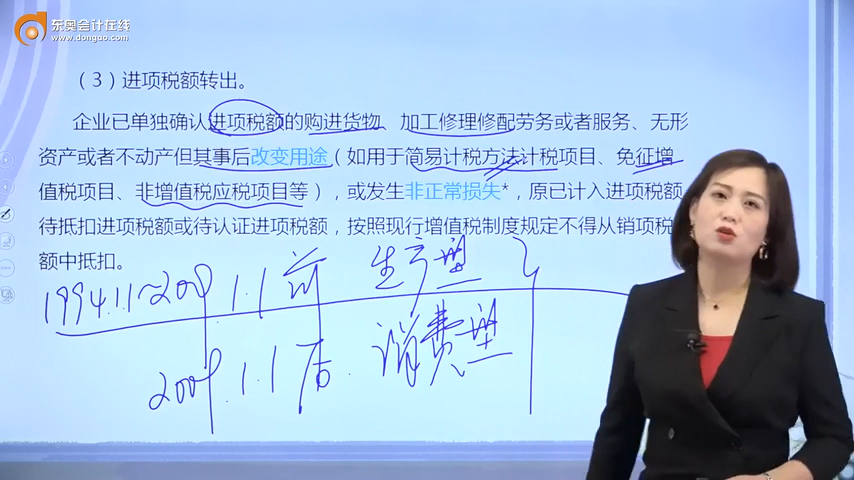 东奥会计在线
www.dongao.com
（3）进项税额转出。
企业已单独确认进项税额的购进货物、加工修理修配劳务或者服务、无形
资产或者不动产但其事后改变用途（如用于简易计税方法计税项目、免征增
值税项目、非增值税应税项目等），或发生非正常损失*，原已计入进项税额、
待抵扣进项税额或待认证进项税额，按照现行增值税制度规定不得从销项税
额中抵扣。
1994.1.1~2009.1.1前 生产型
2009.1.1后 消费型